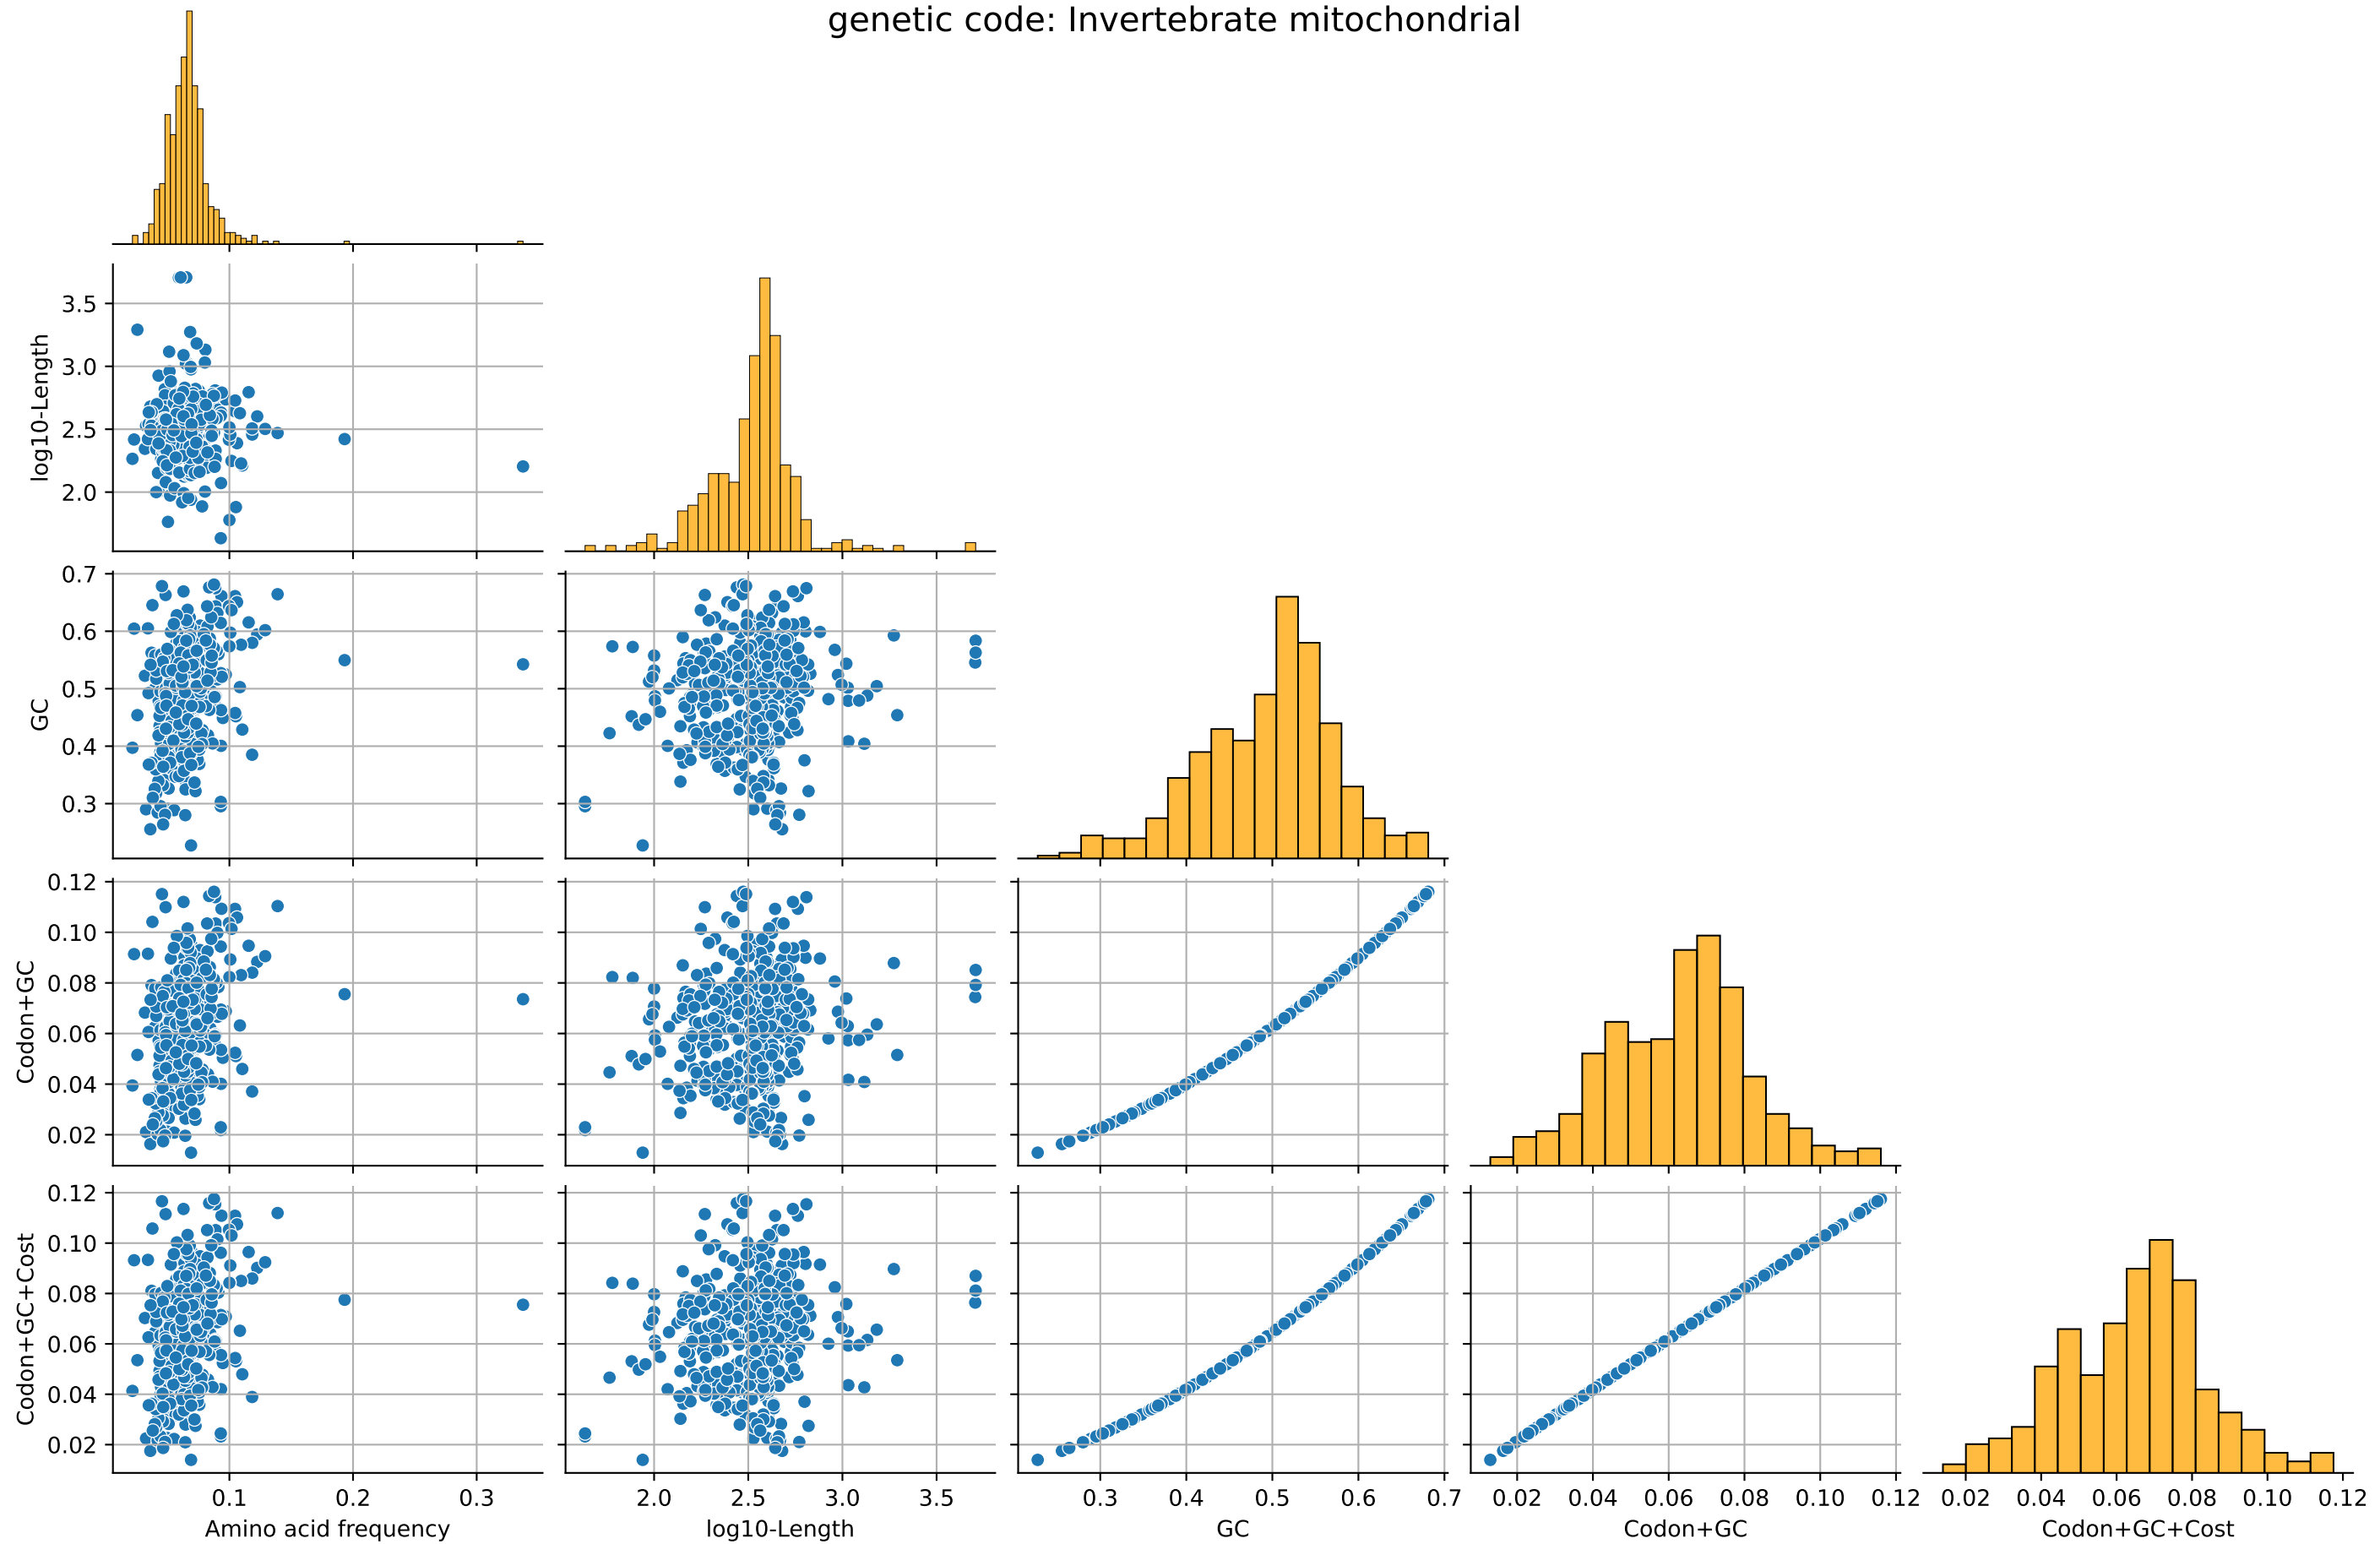 genetic code: Invertebrate mitochondrial
3.5
3.0
2.5
2.0
log10-Length
0.7
0.6
0.5
0.4
0.3
GC
0.12
0.10
0.08
0.06
0.04
0.02
Codon+GC
0.12
0.10
0.08
0.06
0.04
0.02
Codon+GC+Cost
0.1 0.2 0.3
2.0 2.5 3.0 3.5
0.3 0.4 0.5 0.6 0.7
0.02 0.04 0.06 0.08 0.10 0.12
0.02 0.04 0.06 0.08 0.10 0.12
Amino acid frequency
log10-Length
GC
Codon+GC
Codon+GC+Cost